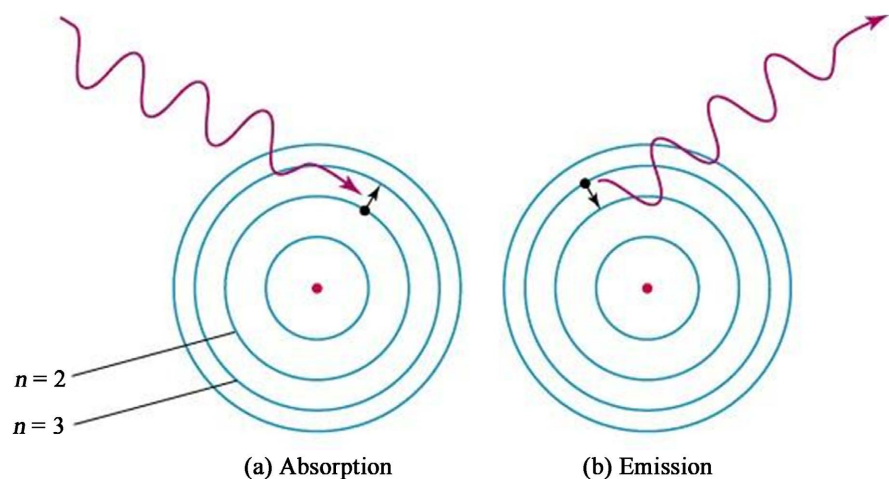 n = 2
n = 3
(a) Absorption
(b) Emission